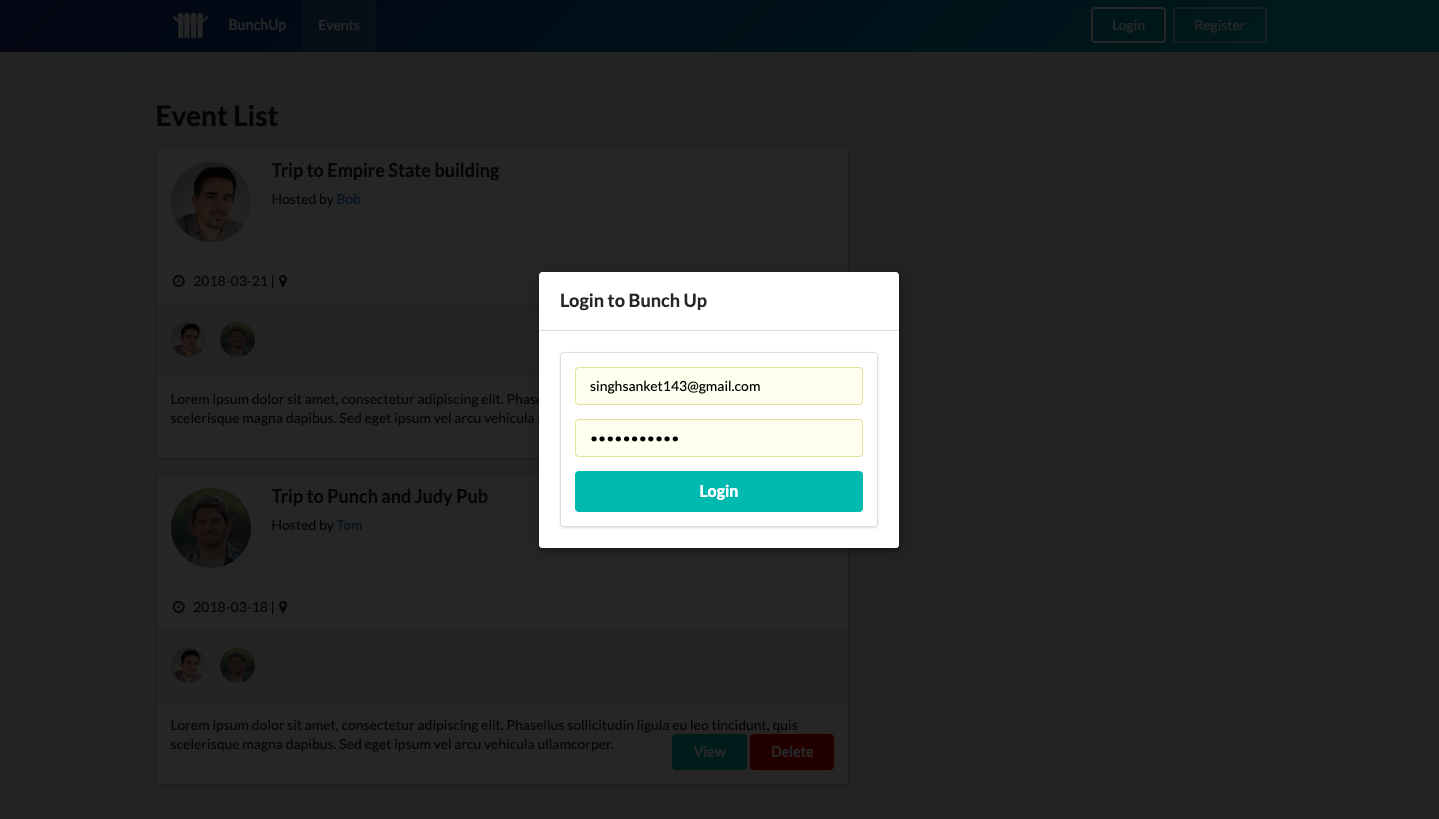 BunchUp Events Login Register
Event List
Trip to Empire State building
Hosted by Bob
2018-03-21 |
Lorem ipsum dolor sit amet, consectetur adipiscing elit.
scelerisque magna dapibus. Sed eget ipsum vel arcu vehicula
Login to Bunch Up
singhsanket143@gmail.com
Login
Trip to Punch and Judy Pub
Hosted by Tom
2018-03-18 |
Lorem ipsum dolor sit amet, consectetur adipiscing elit. Phasellus sollicitudin ligula eu leo tincidunt, quis
scelerisque magna dapibus. Sed eget ipsum vel arcu vehicula ullamcorper.
View Delete